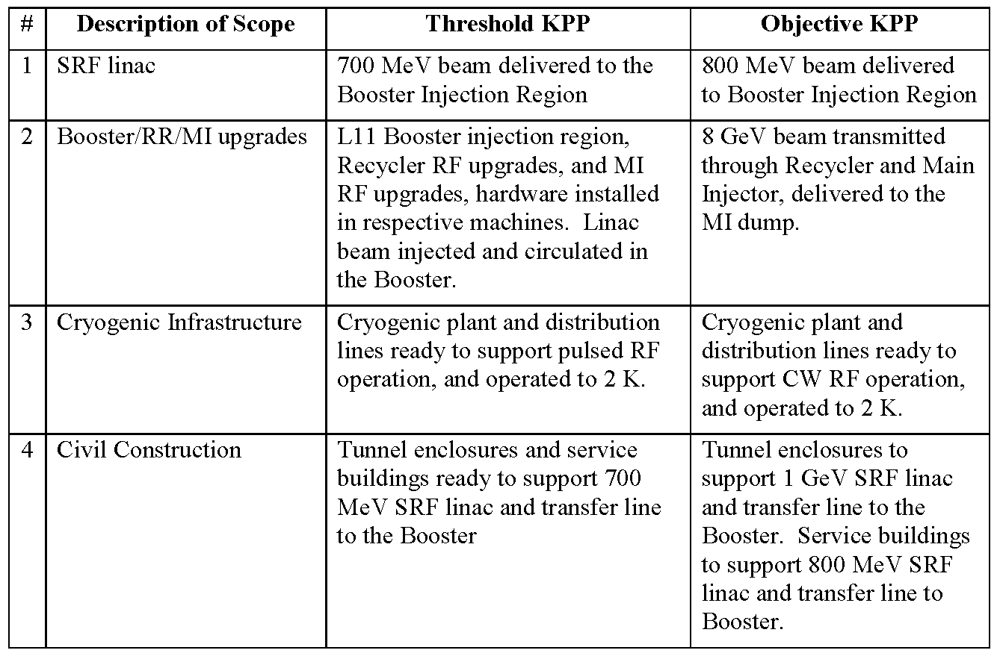 # Description of Scope Threshold KPP Objective KPP
1 SRF linac
700 MeV beam delivered to the
Booster Injection Region
800 MeV beam delivered
to Booster Injection Region
2 Booster/RR/MI upgrades
L11 Booster injection region,
Recycler RF upgrades, and MI
RF upgrades, hardware installed
in respective machines.  Linac
beam injected and circulated in
the Booster.
8 GeV beam transmitted
through Recycler and Main
Injector, delivered to the
MI dump.
3 Cryogenic Infrastructure
Cryogenic plant and distribution
lines ready to support pulsed RF
operation, and operated to 2 K.
Cryogenic plant and
distribution lines ready to
support CW RF operation,
and operated to 2 K.
4 Civil Construction
Tunnel enclosures and service
buildings ready to support 700
MeV SRF linac and transfer line
to the Booster
Tunnel enclosures to
support 1 GeV SRF linac
and transfer line to the
Booster.  Service buildings
to support 800 MeV SRF
linac and transfer line to
Booster.